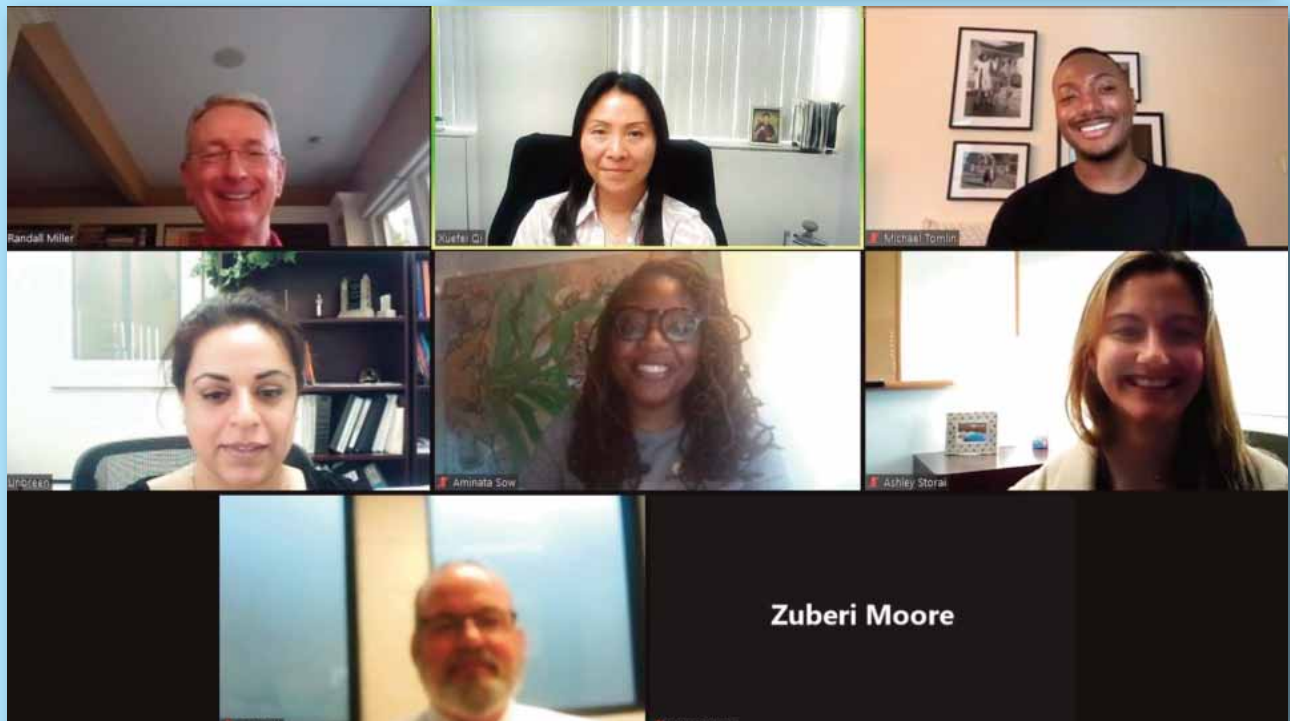 Randall Miller
Xuefei Qi
Michael Tomlin
Unbreen
Aminata Sow
Ashley Storai
Zuberi Moore